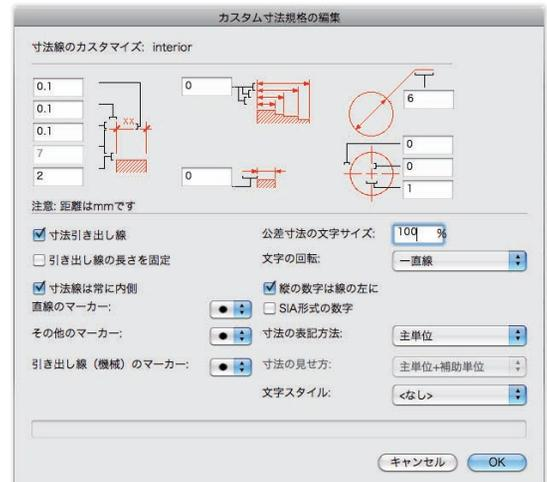 カスタム寸法規格の編集
寸法線のカスタマイズ: interior
0.1
0.1
0.1
7
2
XX
0
0
6
0
0
1
注意: 距離はmmです
寸法引き出し線
引き出し線の長さを固定
寸法線は常に内側
直線のマーカー:
その他のマーカー:
引き出し線（機械）のマーカー:
公差寸法の文字サイズ: 100 %
文字の回転: 一直線
縦の数字は線の左に
SIA形式の数字
寸法の表記方法: 主単位
寸法の見せ方: 主単位+補助単位
文字スタイル: <なし>
キャンセル OK